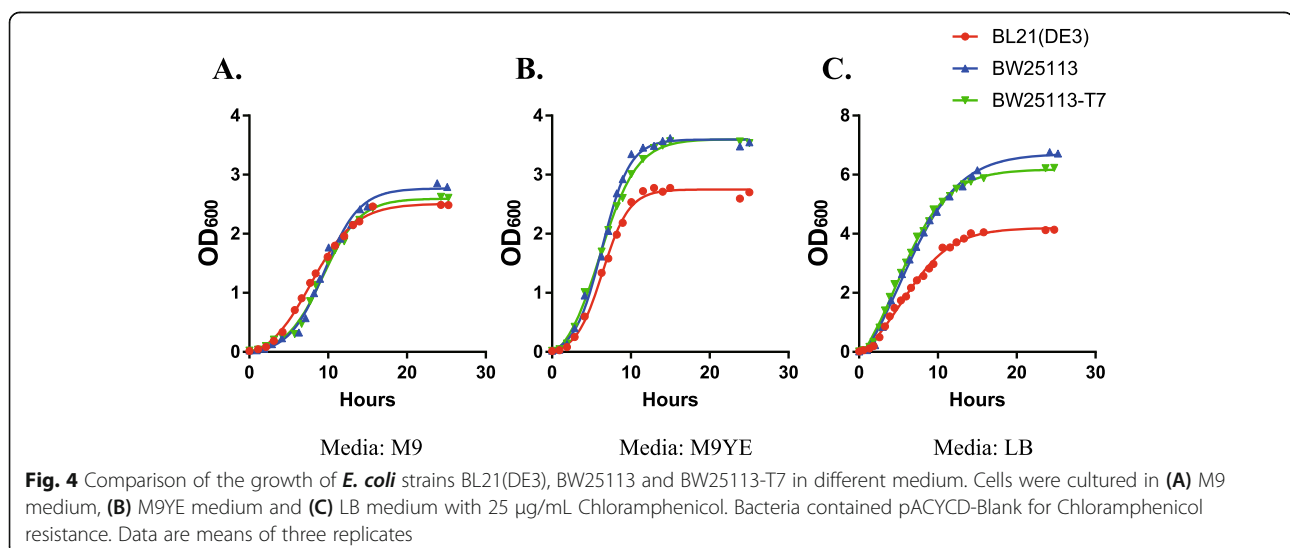 BL21(DE3)
BW25113
BW25113-T7
A.
B.
C.
4
3
2
1
0
OD600
0 10 20 30
Hours
Media: M9
4
3
2
1
0
OD600
0 10 20 30
Hours
Media: M9YE
8
6
4
2
0
OD600
0 10 20 30
Hours
Media: LB
Fig. 4 Comparison of the growth of E. coli strains BL21(DE3), BW25113 and BW25113-T7 in different medium. Cells were cultured in (A) M9
medium, (B) M9YE medium and (C) LB medium with 25 μg/mL Chloramphenicol. Bacteria contained pACYCD-Blank for Chloramphenicol
resistance. Data are means of three replicates